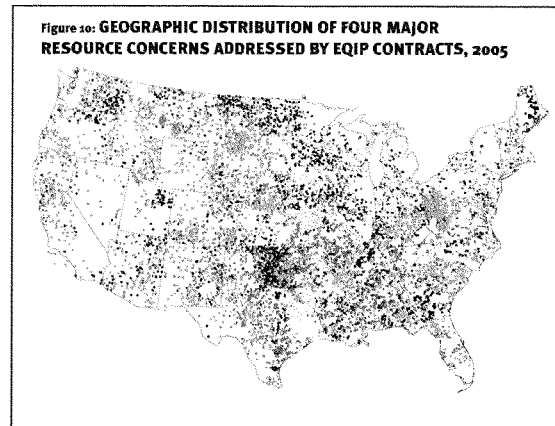 Figure 10: GEOGRAPHIC DISTRIBUTION OF FOUR MAJOR
RESOURCE CONCERNS ADDRESSED BY EQIP CONTRACTS, 2005